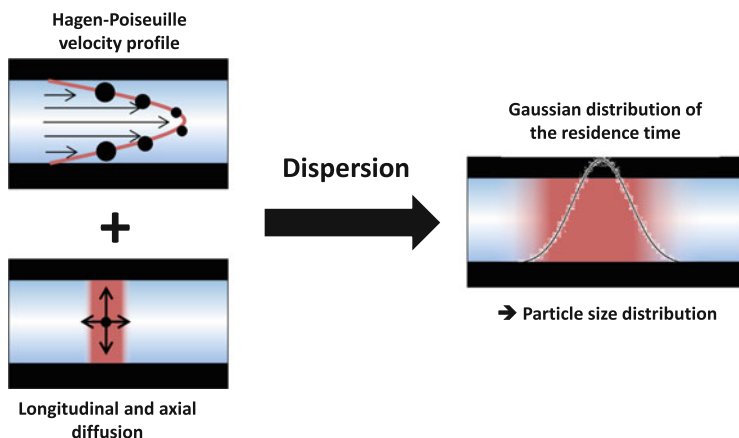 Hagen-Poiseuille
velocity profile
+
Longitudinal and axial
diffusion
Dispersion
Gaussian distribution of
the residence time
➔ Particle size distribution